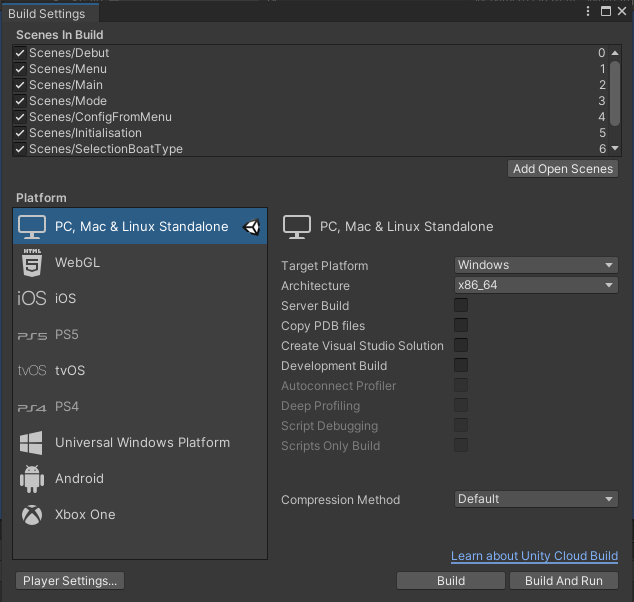 Build Settings
Scenes In Build
Scenes/Debut 0
Scenes/Menu 1
Scenes/Main 2
Scenes/Mode 3
Scenes/ConfigFromMenu 4
Scenes/Initialisation 5
Scenes/SelectionBoatType 6
Add Open Scenes
Platform
PC, Mac & Linux Standalone
HTML 5 WebGL
iOS iOS
PS5 PS5
tvOS tvOS
PS4 PS4
Universal Windows Platform
Android
Xbox One
PC, Mac & Linux Standalone
Target Platform Windows
Architecture x86_64
Server Build
Copy PDB files
Create Visual Studio Solution
Development Build
Autoconnect Profiler
Deep Profiling
Script Debugging
Scripts Only Build
Compression Method Default
Learn about Unity Cloud Build
Player Settings... Build Build And Run